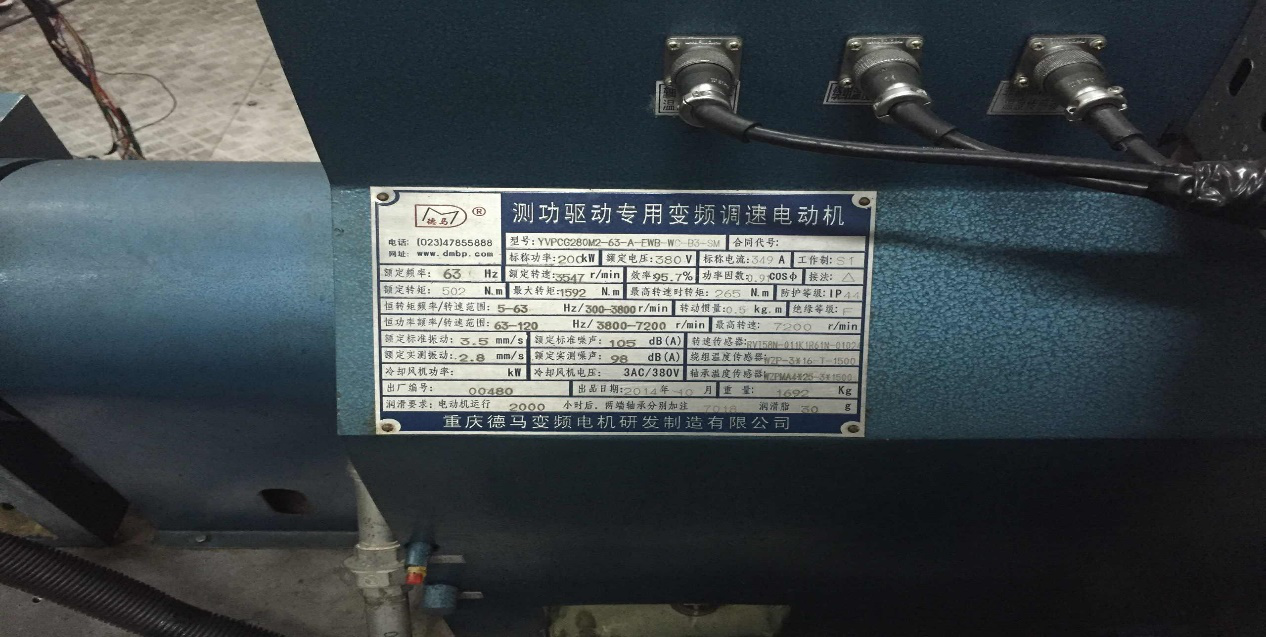 温
德马 ®
测功驱动专用变频调速电动机
电话: (023)47855888
网址: www.dmbp.com
型号: YVPCG280M2-63-A-EWB-WC-B3-SM 合同代号:
标称功率: 200kW 额定电压: 380 V 标称电流: 349 A 工作制: S1
额定频率: 63 Hz 额定转速: 3547 r/min 效率 95.7% 功率因数: 0.91 COSΦ 接法: △
额定转矩: 502 N.m 最大转矩: 1592 N.m 最高转速时转矩: 265 N.m 防护等级: IP44
恒转矩频率/转速范围: 5-63 Hz/ 300-3800 r/min 转动惯量: 0.5 kg.m 绝缘等级: F
恒功率频率/转速范围: 63-120 Hz/ 3800-7200 r/min 最高转速: 7200 r/min
额定标准振动: 3.5 mm/s 额定标准噪声: 105 dB(A) 转速传感器:
额定实测振动: 2.8 mm/s 额定实测噪声: 98 dB(A) 绕组温度传感器: WZP-3#16-T-1500
冷却风机功率: kW 冷却风机电压: 3AC/380V 轴承温度传感器:
出厂编号: 00480 出品日期: 2014 年 10 月 重量: 1692 Kg
润滑要求: 电动机运行 2000 小时后, 两端轴承分别加注 7018 润滑脂 30 g
重庆德马变频电机研发制造有限公司